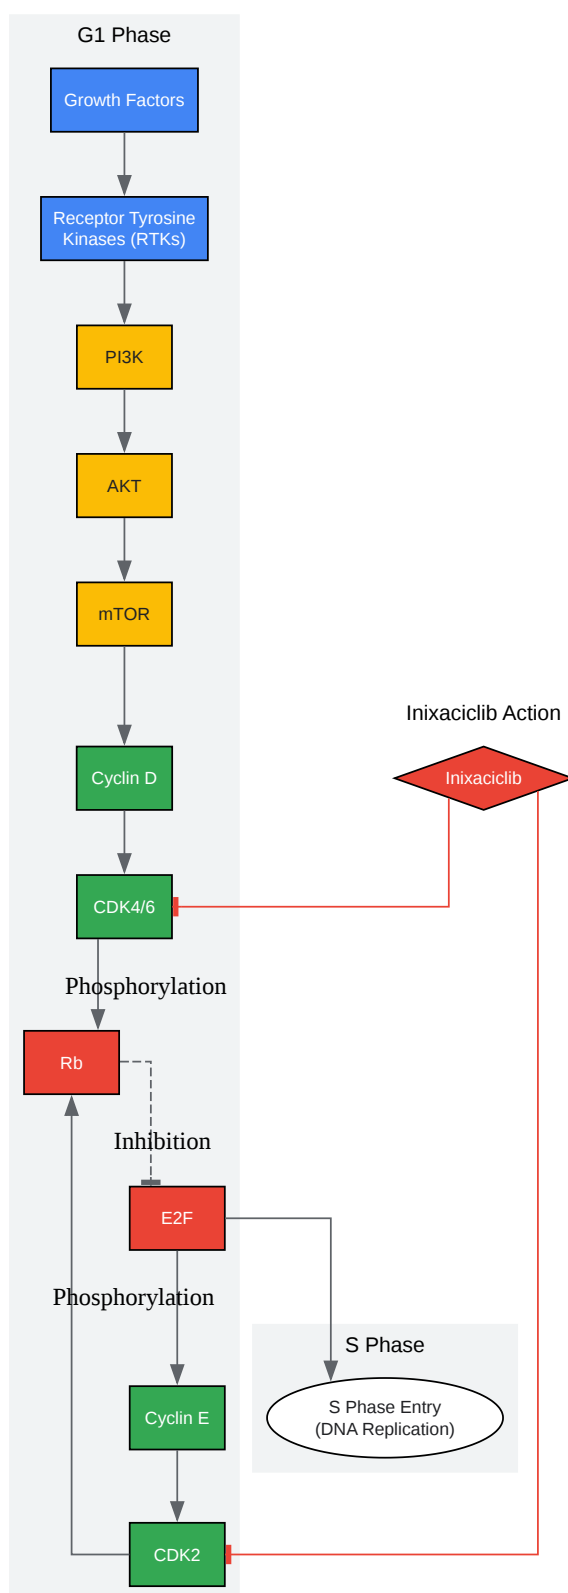 G1 Phase
Growth Factors
Receptor Tyrosine
Kinases (RTKs)
PI3K
AKT
mTOR
Inixaciclib Action
Cyclin D
Inixaciclib
CDK4/6
Phosphorylation
Rb
Inhibition
E2F
Phosphorylation
S Phase
S Phase Entry
(DNA Replication)
Cyclin E
CDK2